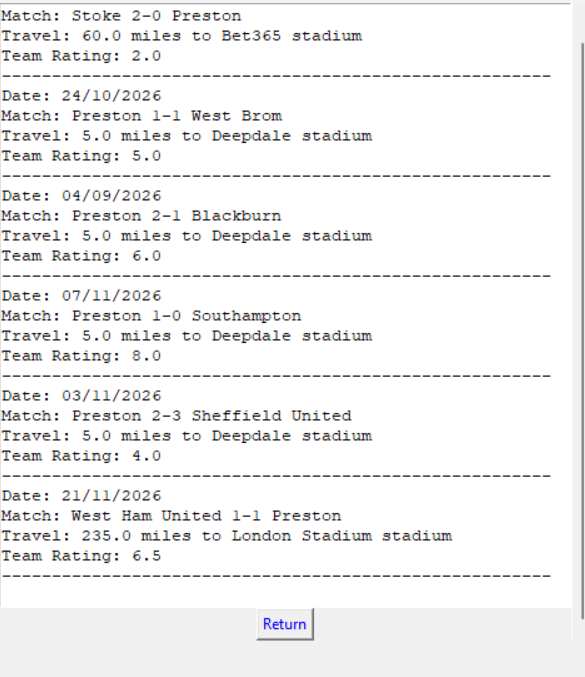 Match: Stoke 2-0 Preston
Travel: 60.0 miles to Bet365 stadium
Team Rating: 2.0
-------------------------------------------------------
Date: 24/10/2026
Match: Preston 1-1 West Brom
Travel: 5.0 miles to Deepdale stadium
Team Rating: 5.0
-------------------------------------------------------
Date: 04/09/2026
Match: Preston 2-1 Blackburn
Travel: 5.0 miles to Deepdale stadium
Team Rating: 6.0
-------------------------------------------------------
Date: 07/11/2026
Match: Preston 1-0 Southampton
Travel: 5.0 miles to Deepdale stadium
Team Rating: 8.0
-------------------------------------------------------
Date: 03/11/2026
Match: Preston 2-3 Sheffield United
Travel: 5.0 miles to Deepdale stadium
Team Rating: 4.0
-------------------------------------------------------
Date: 21/11/2026
Match: West Ham United 1-1 Preston
Travel: 235.0 miles to London Stadium stadium
Team Rating: 6.5
-------------------------------------------------------
Return